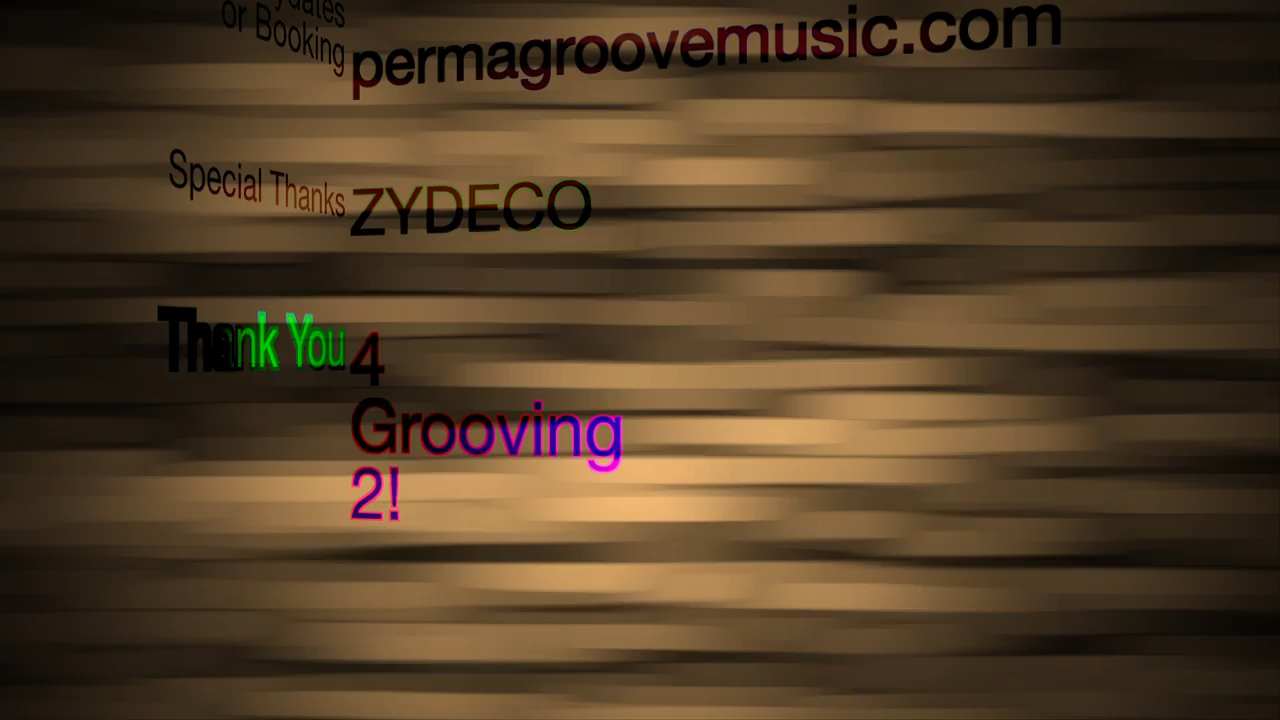 or Booking permagroovemusic.com
Special Thanks ZYDECO
Thank You 4
Grooving
2!